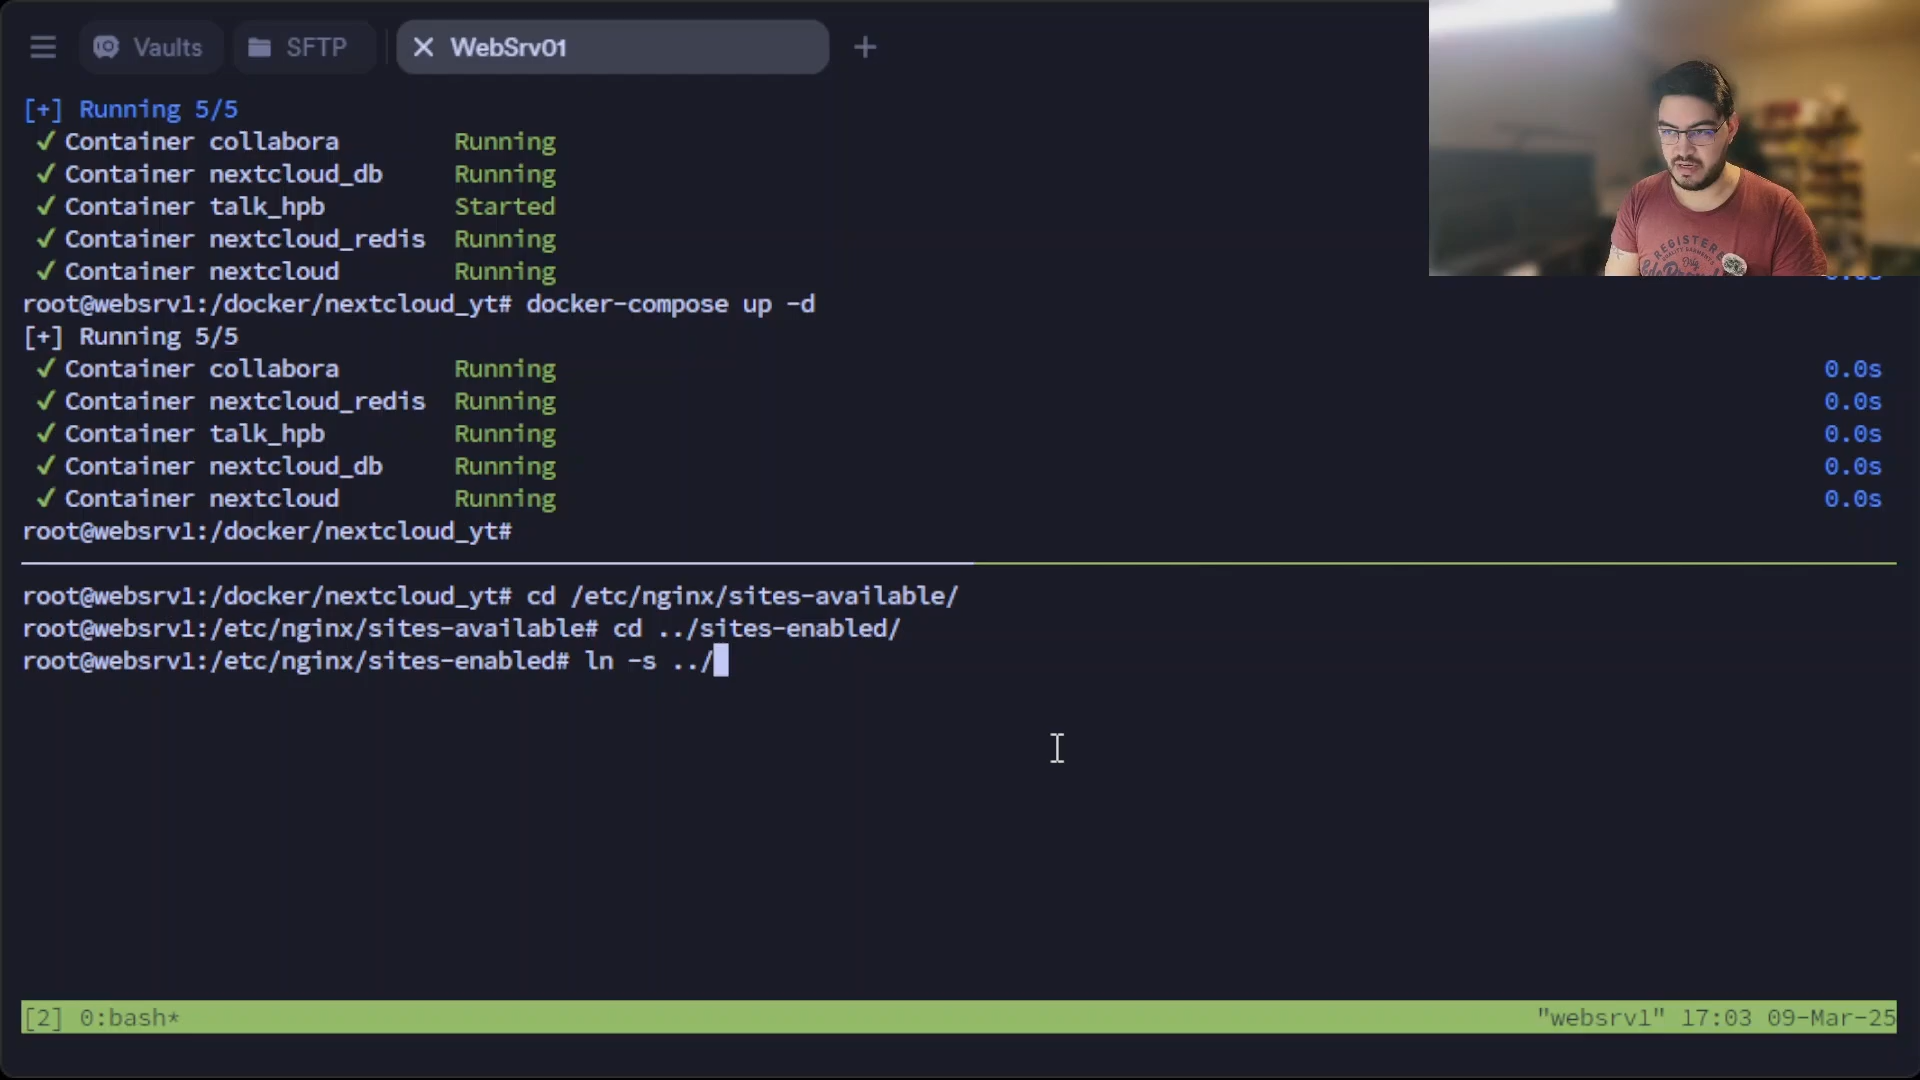 Vaults SFTP WebSrv01
[+] Running 5/5
✓ Container collabora Running
✓ Container nextcloud_db Running
✓ Container talk_hpb Started
✓ Container nextcloud_redis Running
✓ Container nextcloud Running
root@websrv1:/docker/nextcloud_yt# docker-compose up -d
[+] Running 5/5
✓ Container collabora Running 0.0s
✓ Container nextcloud_redis Running 0.0s
✓ Container talk_hpb Running 0.0s
✓ Container nextcloud_db Running 0.0s
✓ Container nextcloud Running 0.0s
root@websrv1:/docker/nextcloud_yt#
root@websrv1:/docker/nextcloud_yt# cd /etc/nginx/sites-available/
root@websrv1:/etc/nginx/sites-available# cd ../sites-enabled/
root@websrv1:/etc/nginx/sites-enabled# ln -s ../
[2] 0:bash* "websrv1" 17:03 09-Mar-25